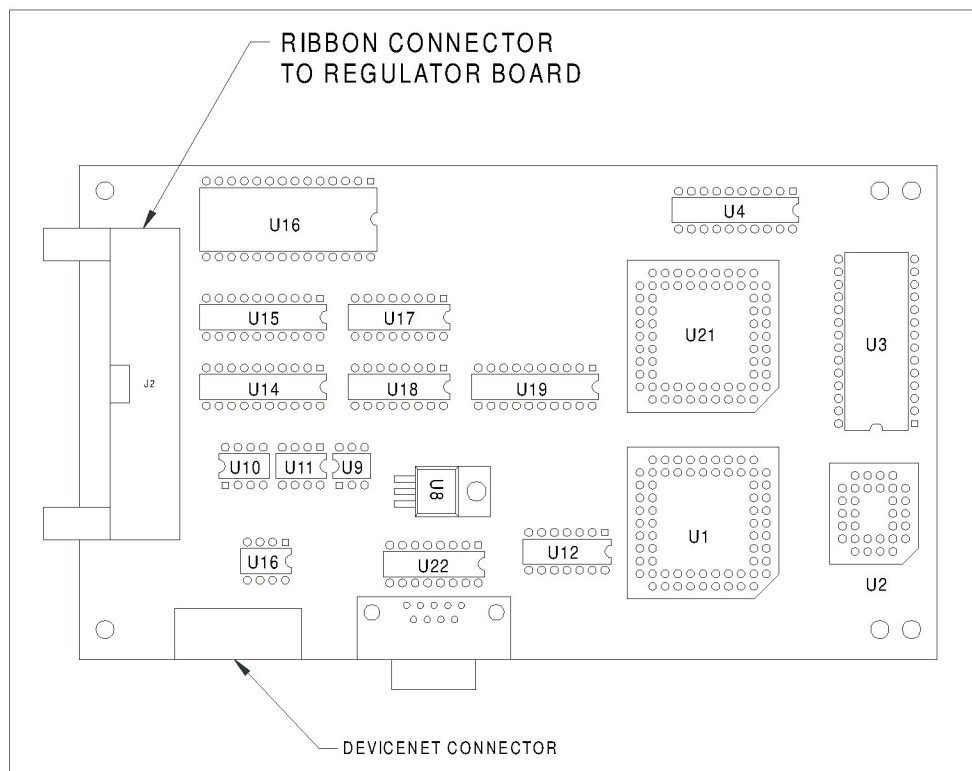 RIBBON CONNECTOR
TO REGULATOR BOARD
U16
U4
U15
U17
U21
U3
J2
U14
U18
U19
U10
U11
U9
U8
U1
U12
U16
U22
U2
DEVICENET CONNECTOR